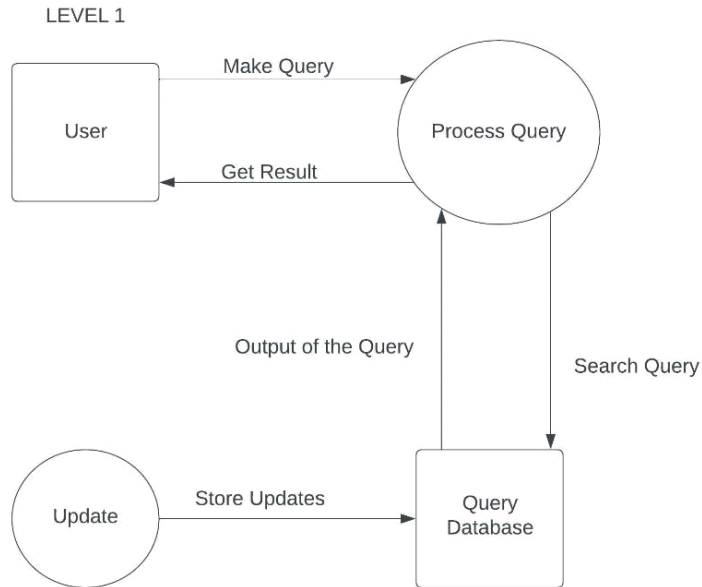 LEVEL 1
Make Query
User
Process Query
Get Result
Output of the Query
Search Query
Update
Store Updates
Query
Database